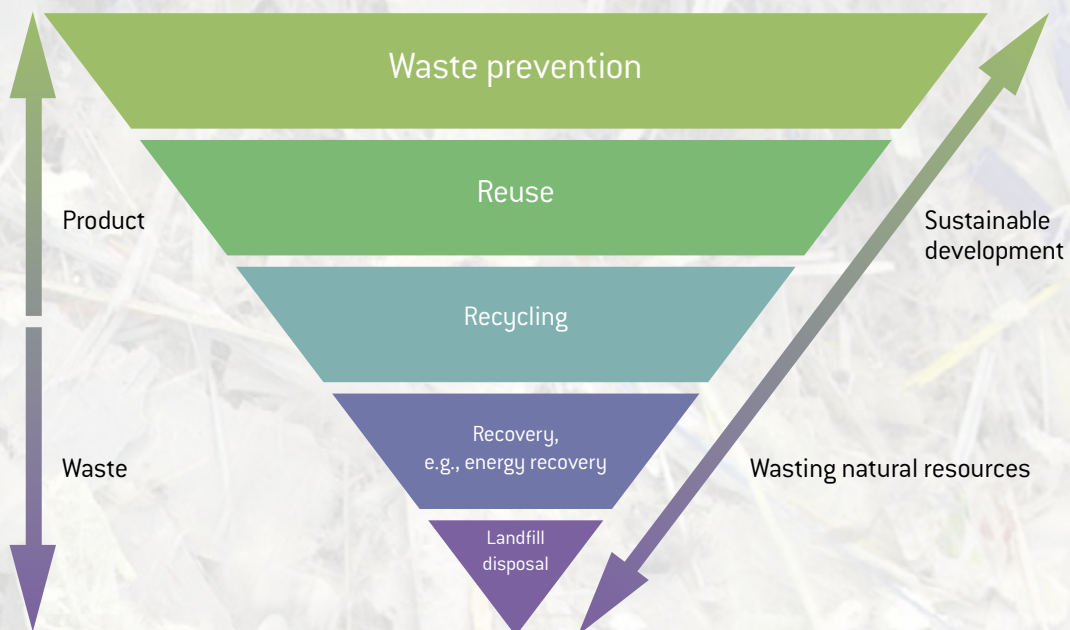 Waste prevention
Reuse
Product
Sustainable
development
Recycling
Recovery,
e.g., energy recovery
Waste
Wasting natural resources
Landfill
disposal